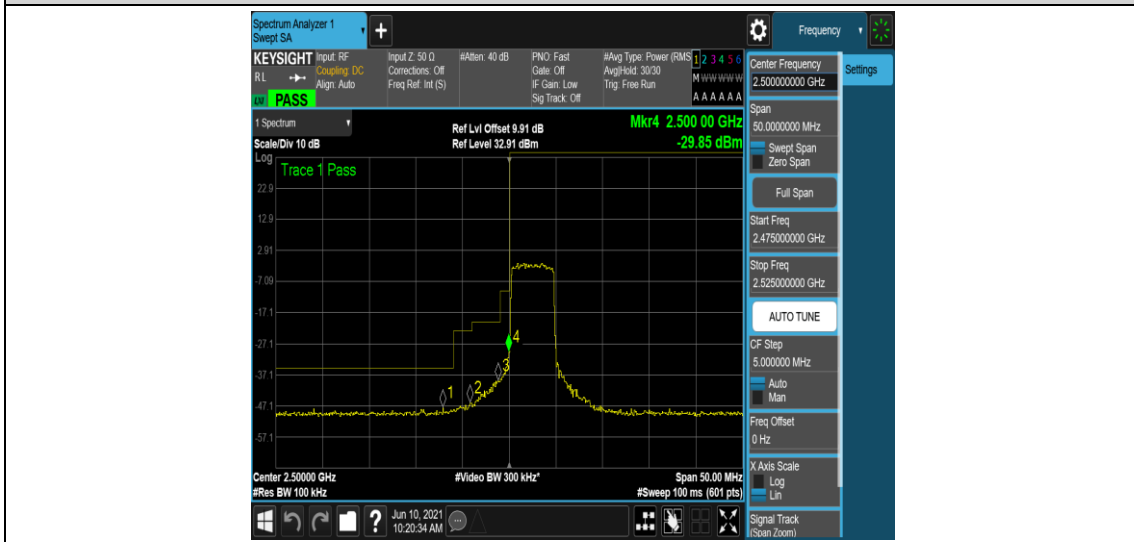 Spectrum Analyzer 1
Swept SA
+
Frequency
KEYSIGHT
RL
LXI
PASS
Input: RF
Coupling: DC
Align: Auto
Input Z: 50 Ω
Corrections: Off
Freq Ref: Int (S)
#Atten: 40 dB
PNO: Fast
Gate: Off
IF Gain: Low
Sig Track: Off
#Avg Type: Power (RMS
Avg|Hold: 30/30
Trig: Free Run
1 2 3 4 5 6
M W W W W W
A A A A A A
Center Frequency
2.500000000 GHz
Settings
Span
50.0000000 MHz
Swept Span
Zero Span
Full Span
Start Freq
2.475000000 GHz
Stop Freq
2.525000000 GHz
AUTO TUNE
CF Step
5.000000 MHz
Auto
Man
Freq Offset
0 Hz
X Axis Scale
Log
Lin
Signal Track
(Span Zoom)
1 Spectrum
Scale/Div 10 dB
Ref Lvl Offset 9.91 dB
Ref Level 32.91 dBm
Mkr4 2.500 00 GHz
-29.85 dBm
Log
Trace 1 Pass
22.9
12.9
2.91
-7.09
-17.1
-27.1
-37.1
-47.1
-57.1
1
2
3
4
Center 2.50000 GHz
#Res BW 100 kHz
#Video BW 300 kHz*
Span 50.00 MHz
#Sweep 100 ms (601 pts)
?
Jun 10, 2021
10:20:34 AM